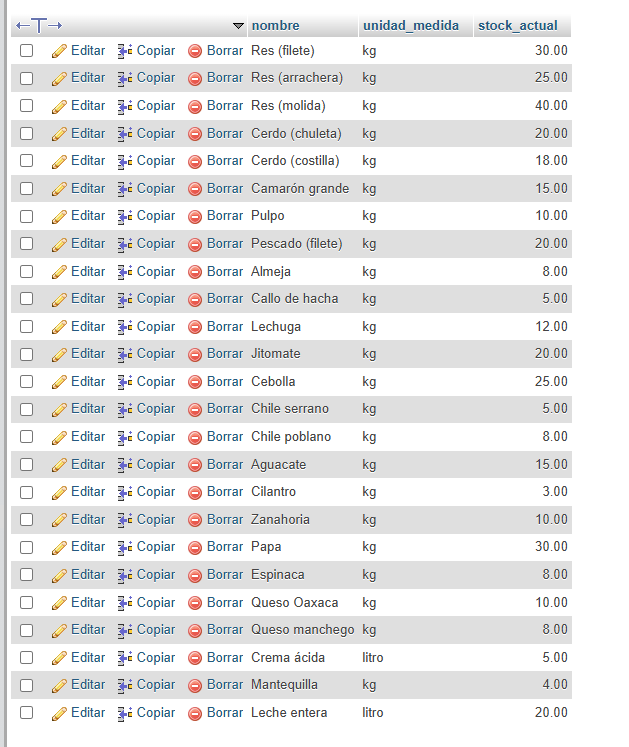 ←T→ nombre unidad_medida stock_actual
Editar Copiar Borrar Res (filete) kg 30.00
Editar Copiar Borrar Res (arrachera) kg 25.00
Editar Copiar Borrar Res (molida) kg 40.00
Editar Copiar Borrar Cerdo (chuleta) kg 20.00
Editar Copiar Borrar Cerdo (costilla) kg 18.00
Editar Copiar Borrar Camarón grande kg 15.00
Editar Copiar Borrar Pulpo kg 10.00
Editar Copiar Borrar Pescado (filete) kg 20.00
Editar Copiar Borrar Almeja kg 8.00
Editar Copiar Borrar Callo de hacha kg 5.00
Editar Copiar Borrar Lechuga kg 12.00
Editar Copiar Borrar Jitomate kg 20.00
Editar Copiar Borrar Cebolla kg 25.00
Editar Copiar Borrar Chile serrano kg 5.00
Editar Copiar Borrar Chile poblano kg 8.00
Editar Copiar Borrar Aguacate kg 15.00
Editar Copiar Borrar Cilantro kg 3.00
Editar Copiar Borrar Zanahoria kg 10.00
Editar Copiar Borrar Papa kg 30.00
Editar Copiar Borrar Espinaca kg 8.00
Editar Copiar Borrar Queso Oaxaca kg 10.00
Editar Copiar Borrar Queso manchego kg 8.00
Editar Copiar Borrar Crema ácida litro 5.00
Editar Copiar Borrar Mantequilla kg 4.00
Editar Copiar Borrar Leche entera litro 20.00